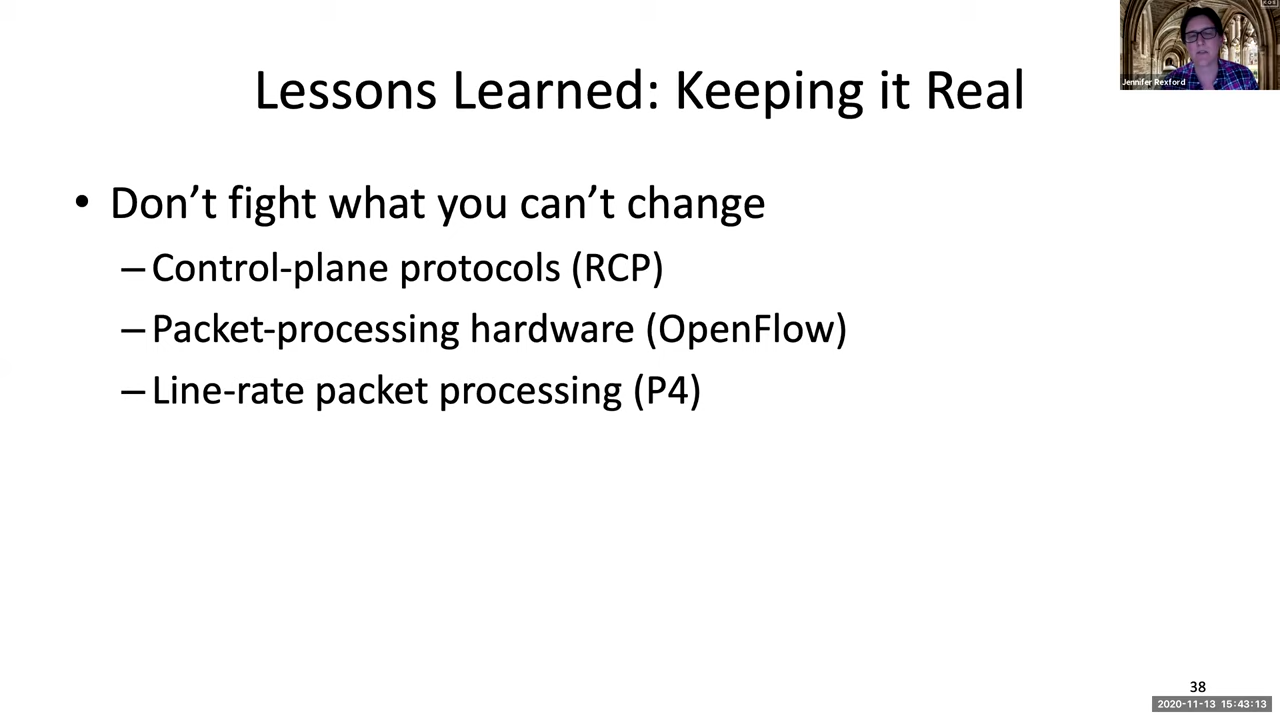 Lessons Learned: Keeping it Real
Jennifer Rexford
• Don’t fight what you can’t change
– Control-plane protocols (RCP)
– Packet-processing hardware (OpenFlow)
– Line-rate packet processing (P4)
38
2020-11-13 15:43:13